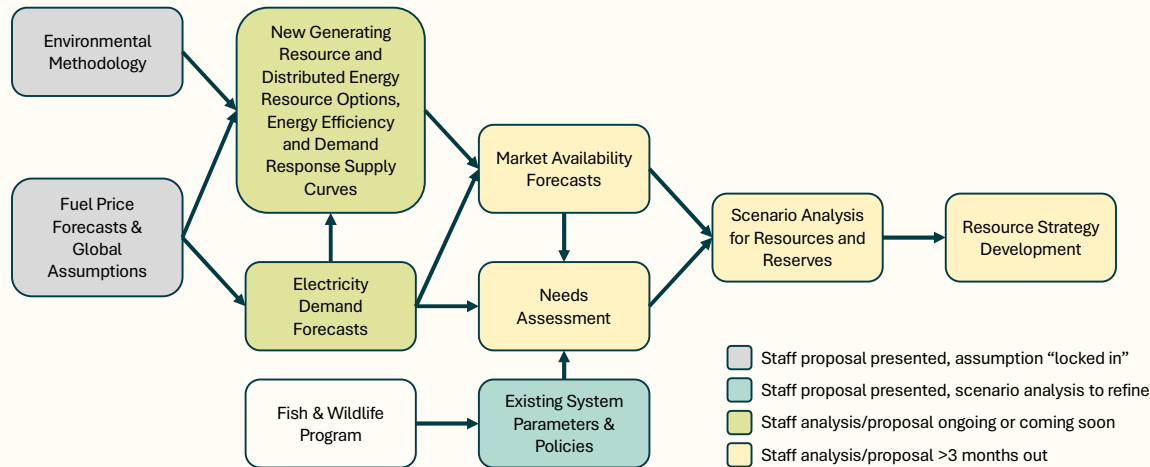 Environmental
Methodology
New Generating
Resource and
Distributed Energy
Resource Options,
Energy Efficiency
and Demand
Response Supply
Curves
Fuel Price
Forecasts &
Global
Assumptions
Electricity
Demand
Forecasts
Market Availability
Forecasts
Needs
Assessment
Fish & Wildlife
Program
Existing System
Parameters &
Policies
Scenario Analysis
for Resources and
Reserves
Resource Strategy
Development
Staff proposal presented, assumption “locked in”
Staff proposal presented, scenario analysis to refine
Staff analysis/proposal ongoing or coming soon
Staff analysis/proposal >3 months out